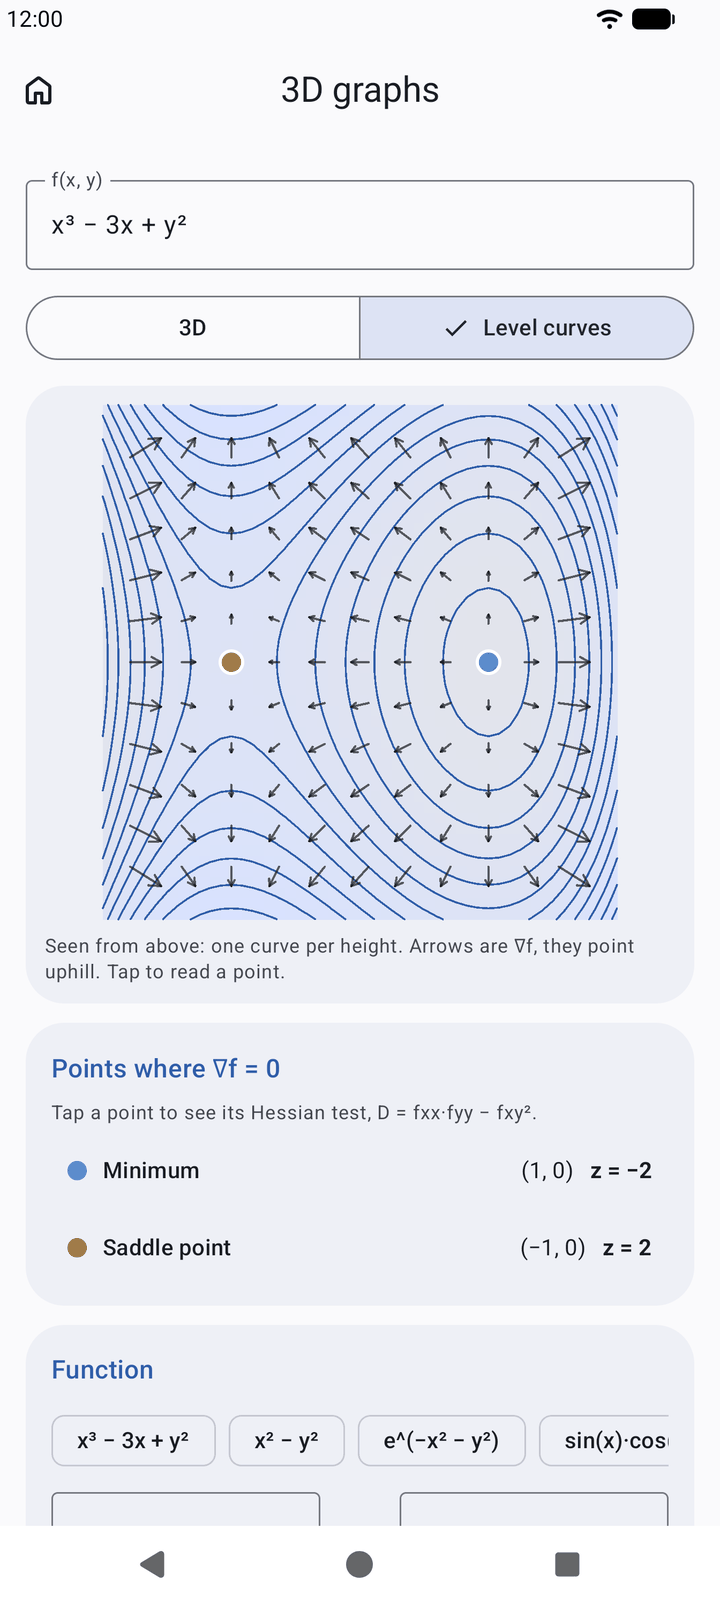 12:00
3D graphs
f(x, y)
x³ − 3x + y²
3D
Level curves
Seen from above: one curve per height. Arrows are ∇f, they point
uphill. Tap to read a point.
Points where ∇f = 0
Tap a point to see its Hessian test, D = fxx·fyy − fxy².
Minimum (1, 0) z = −2
Saddle point (−1, 0) z = 2
Function
x³ − 3x + y² x² − y² e^(−x² − y²) sin(x)·cos(